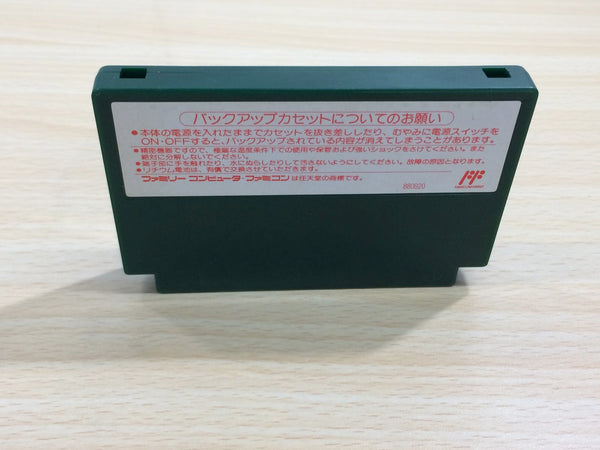 バックアップカセットについてのお願い
●本体の電源を入れたままでカセットを抜き差ししたり、むやみに電源スイッチを
ON・OFFすると、バックアップされている内容が消えてしまうことがあります。
●精密機器ですので、極端な温度条件下での使用や保管および強いショックをさけてください。また
絶対に分解しないでください。
●端子部に手を触れたり、水にぬらしたりして汚さないようにしてください。故障の原因となります。
●リチウム電池は、有償で交換させていただきます。
ファミリーコンピュータ・ファミコンは任天堂の商標です。
880920